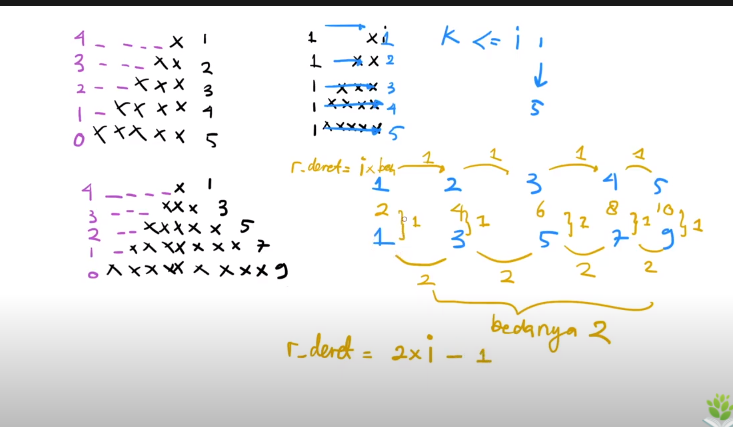 4 - - - - - x 1
3 - - - - x x 2
2 - - x x x 3
1 - x x x x 4
0 x x x x x 5
1 x i 1
1 x x 2
1 x x x 3
1 x x x x 4
1 x x x x x 5
K <= i
5
4 - - - - - x 1
3 - - - x x x 3
2 - - x x x x x 5
1 - x x x x x x x 7
0 x x x x x x x x x 9
r_deret = i x beda
1 1 1 1
1 2 3 4 5
2 4 6 8 10
1 1 1 1 1
1 3 5 7 9
2 2 2 2
bedanya 2
r_deret = 2xi - 1